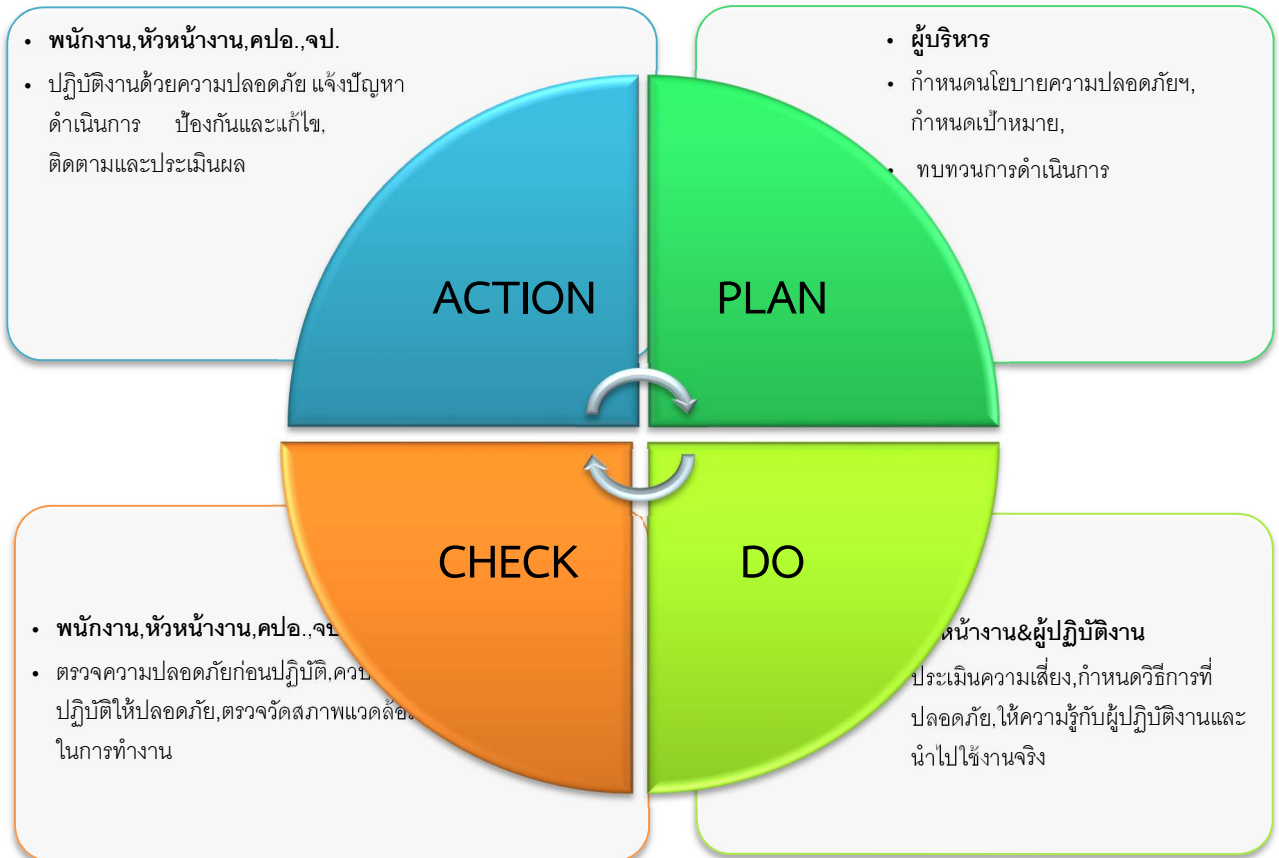 • พนักงาน,หัวหน้างาน,คปอ.,จป.
• ปฏิบัติงานด้วยความปลอดภัย แจ้งปัญหา
ดำเนินการ ป้องกันและแก้ไข,
ติดตามและประเมินผล
• ผู้บริหาร
• กำหนดนโยบายความปลอดภัยฯ,
กำหนดเป้าหมาย,
• ทบทวนการดำเนินการ
ACTION
PLAN
CHECK
DO
• พนักงาน,หัวหน้างาน,คปอ.,จป
• ตรวจความปลอดภัยก่อนปฏิบัติ,
ปฏิบัติให้ปลอดภัย,ตรวจวัดสภาพแวดล้อม
ในการทำงาน
หน้างาน&ผู้ปฏิบัติงาน
ประเมินความเสี่ยง,กำหนดวิธีการที่
ปลอดภัย,ให้ความรู้กับผู้ปฏิบัติงานและ
นำไปใช้งานจริง